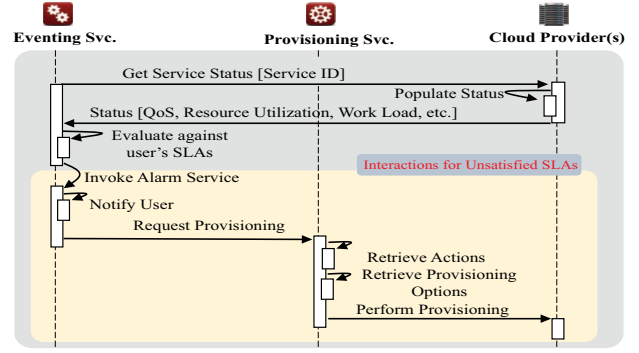 Eventing Svc.
Provisioning Svc.
Cloud Provider(s)
Get Service Status [Service ID]
Populate Status
Status [QoS, Resource Utilization, Work Load, etc.]
Evaluate against
user's SLAs
Interactions for Unsatisfied SLAs
Invoke Alarm Service
Notify User
Request Provisioning
Retrieve Actions
Retrieve Provisioning
Options
Perform Provisioning